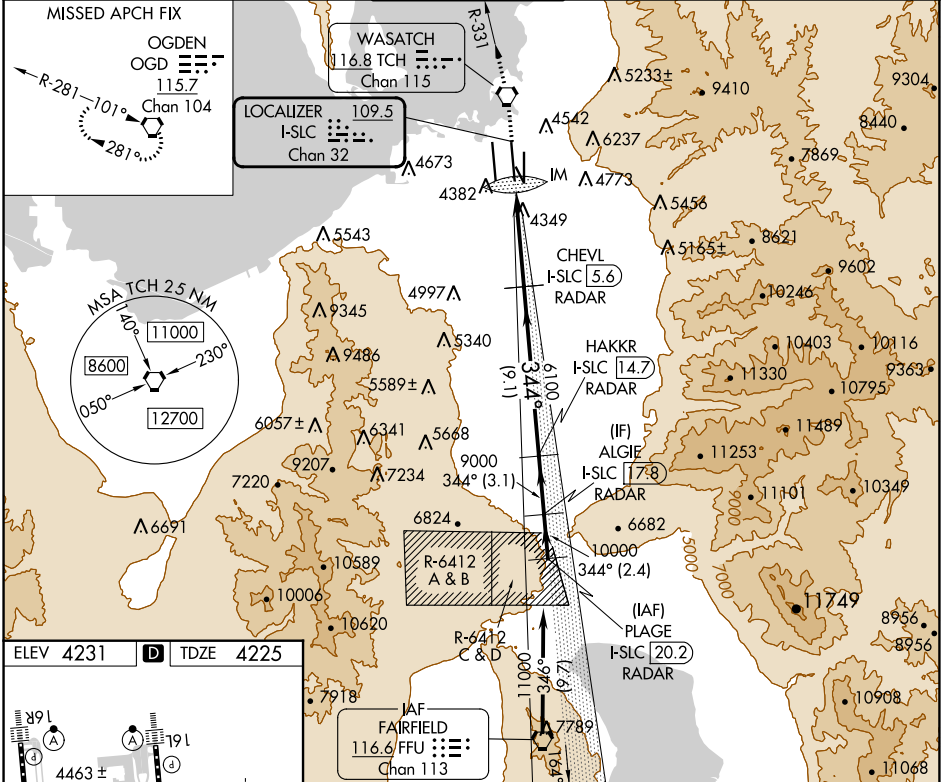 MISSED APCH FIX
OGDEN
OGD
115.7
Chan 104
R-281
101°
281°
R-331
WASATCH
116.8 TCH
Chan 115
LOCALIZER 109.5
I-SLC
Chan 32
5233±
9410
9304
8440
4542
6237
7869
4673
4382
IM
4773
5456
4349
5543
5165±
8621
CHEVL
I-SLC 5.6
RADAR
9602
10246
MSA TCH 25 NM
140°
11000
230°
8600
050°
12700
4997
9345
5340
9486
5589±
HAKKR
I-SLC 14.7
RADAR
10403
10116
11330
9363
10795
6100
344°
(9.1)
6057±
6341
5668
11489
(IF)
ALGIE
I-SLC 17.8
RADAR
11253
9000
344° (3.1)
9207
7234
7220
11101
10349
7000
6691
6824
6682
5000
7000
R-6412
A & B
10000
344° (2.4)
10589
10006
11749
10620
R-6412
C & D
(IAF)
PLAGE
I-SLC 20.2
RADAR
8956
8956
11000
346°
(9.7)
ELEV 4231
D
TDZE 4225
7918
10908
IAF
FAIRFIELD
116.6 FFU
Chan 113
7789
164°
11068
16R
A
P
16L
A
P
4463 ±